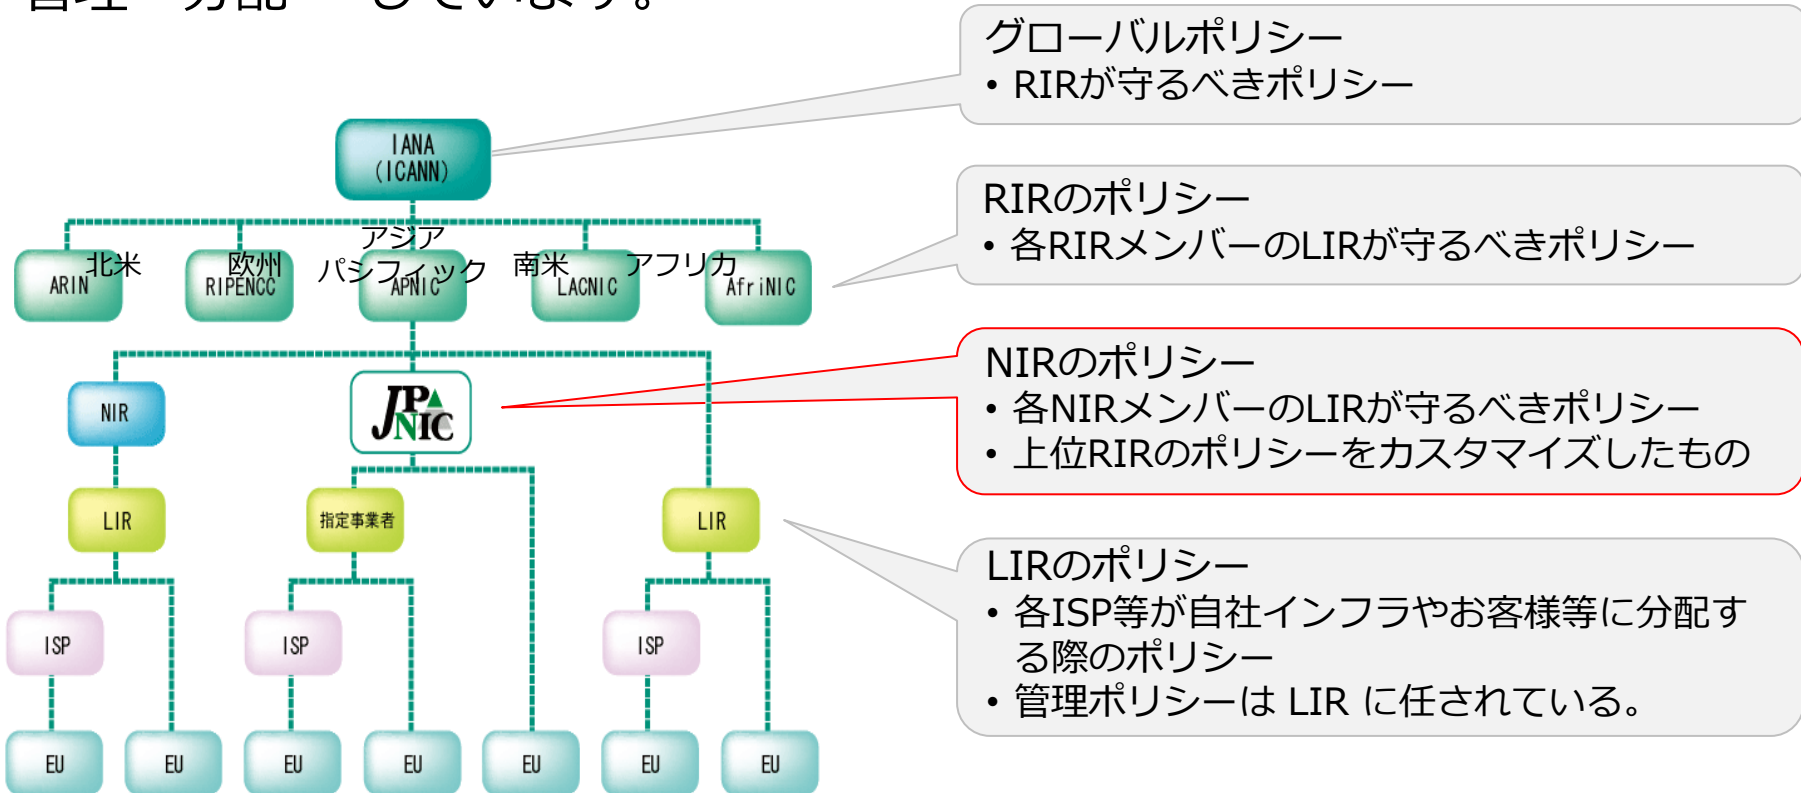 管理・分配 しています。
グローバルポリシー
• RIRが守るべきポリシー
IANA
(ICANN)
RIRのポリシー
• 各RIRメンバーのLIRが守るべきポリシー
北米
欧州
アジア
パシフィック
南米
アフリカ
ARIN
RIPENCC
APNIC
LACNIC
AfriNIC
NIRのポリシー
• 各NIRメンバーのLIRが守るべきポリシー
• 上位RIRのポリシーをカスタマイズしたもの
NIR
JPNIC
LIR
指定事業者
LIR
LIRのポリシー
• 各ISP等が自社インフラやお客様等に分配す
る際のポリシー
• 管理ポリシーは LIR に任されている。
ISP
ISP
ISP
EU
EU
EU
EU
EU
EU
EU